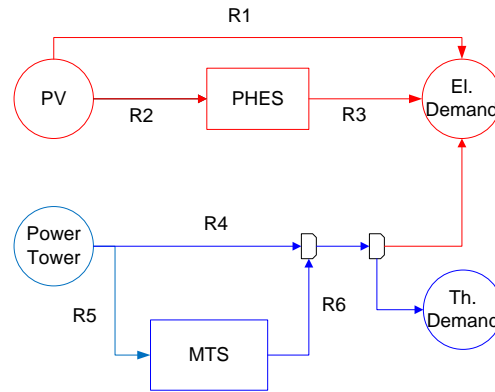 R1
PV
R2
PHES
R3
El.
Demand
Power
Tower
R4
R5
MTS
R6
Th.
Demand